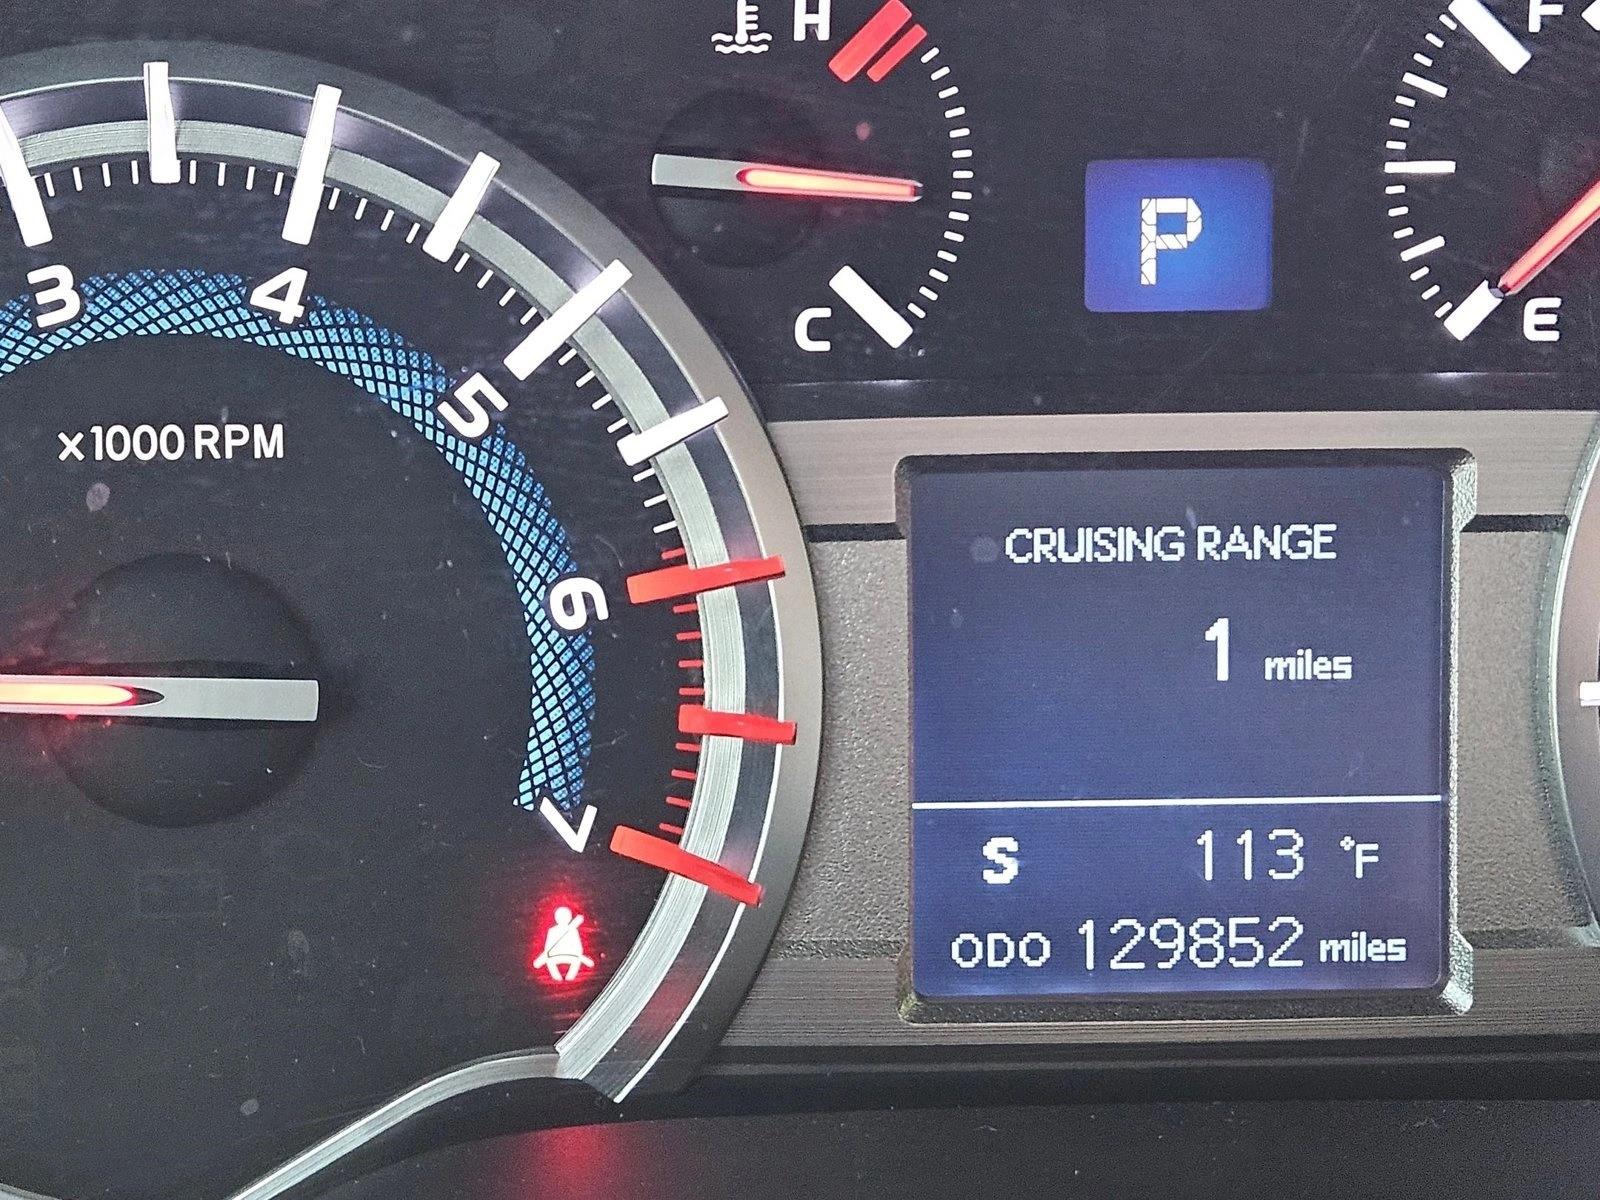 H
F
P
C
E
3
4
5
6
7
x1000 RPM
CRUISING RANGE
1 miles
S 113 °F
ODO 129852 miles